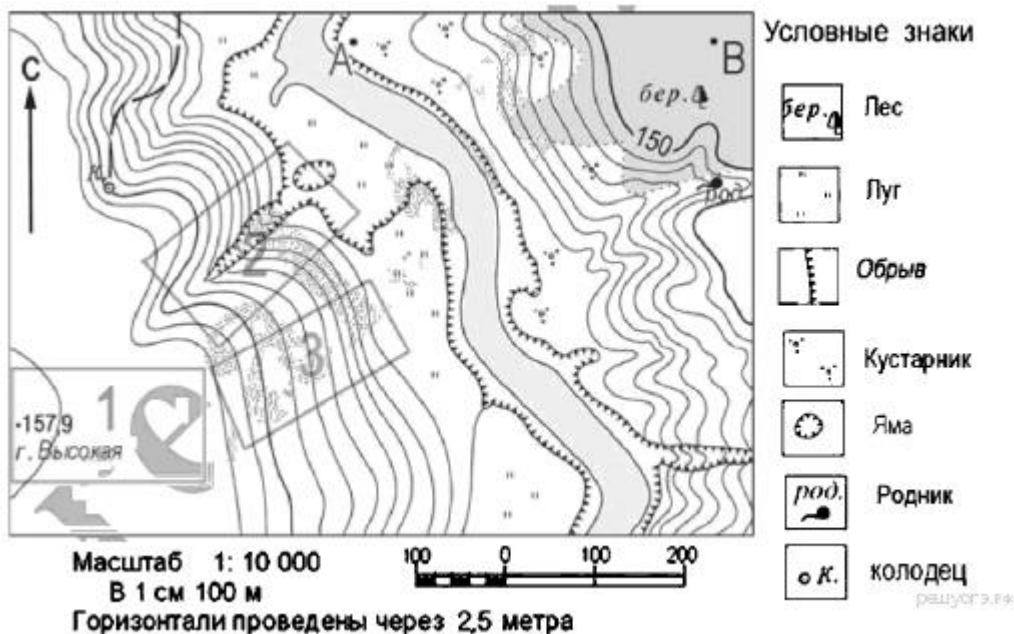 Условные знаки
С
А
В
бер.
150
К.
род.
2
3
1
157,9
г. Высокая
бер. Лес
Луг
Обрыв
Кустарник
Яма
род. Родник
К. колодец
Масштаб 1: 10 000
В 1 см 100 м
Горизонтали проведены через 2,5 метра
100 0 100 200
решуогэ.рф